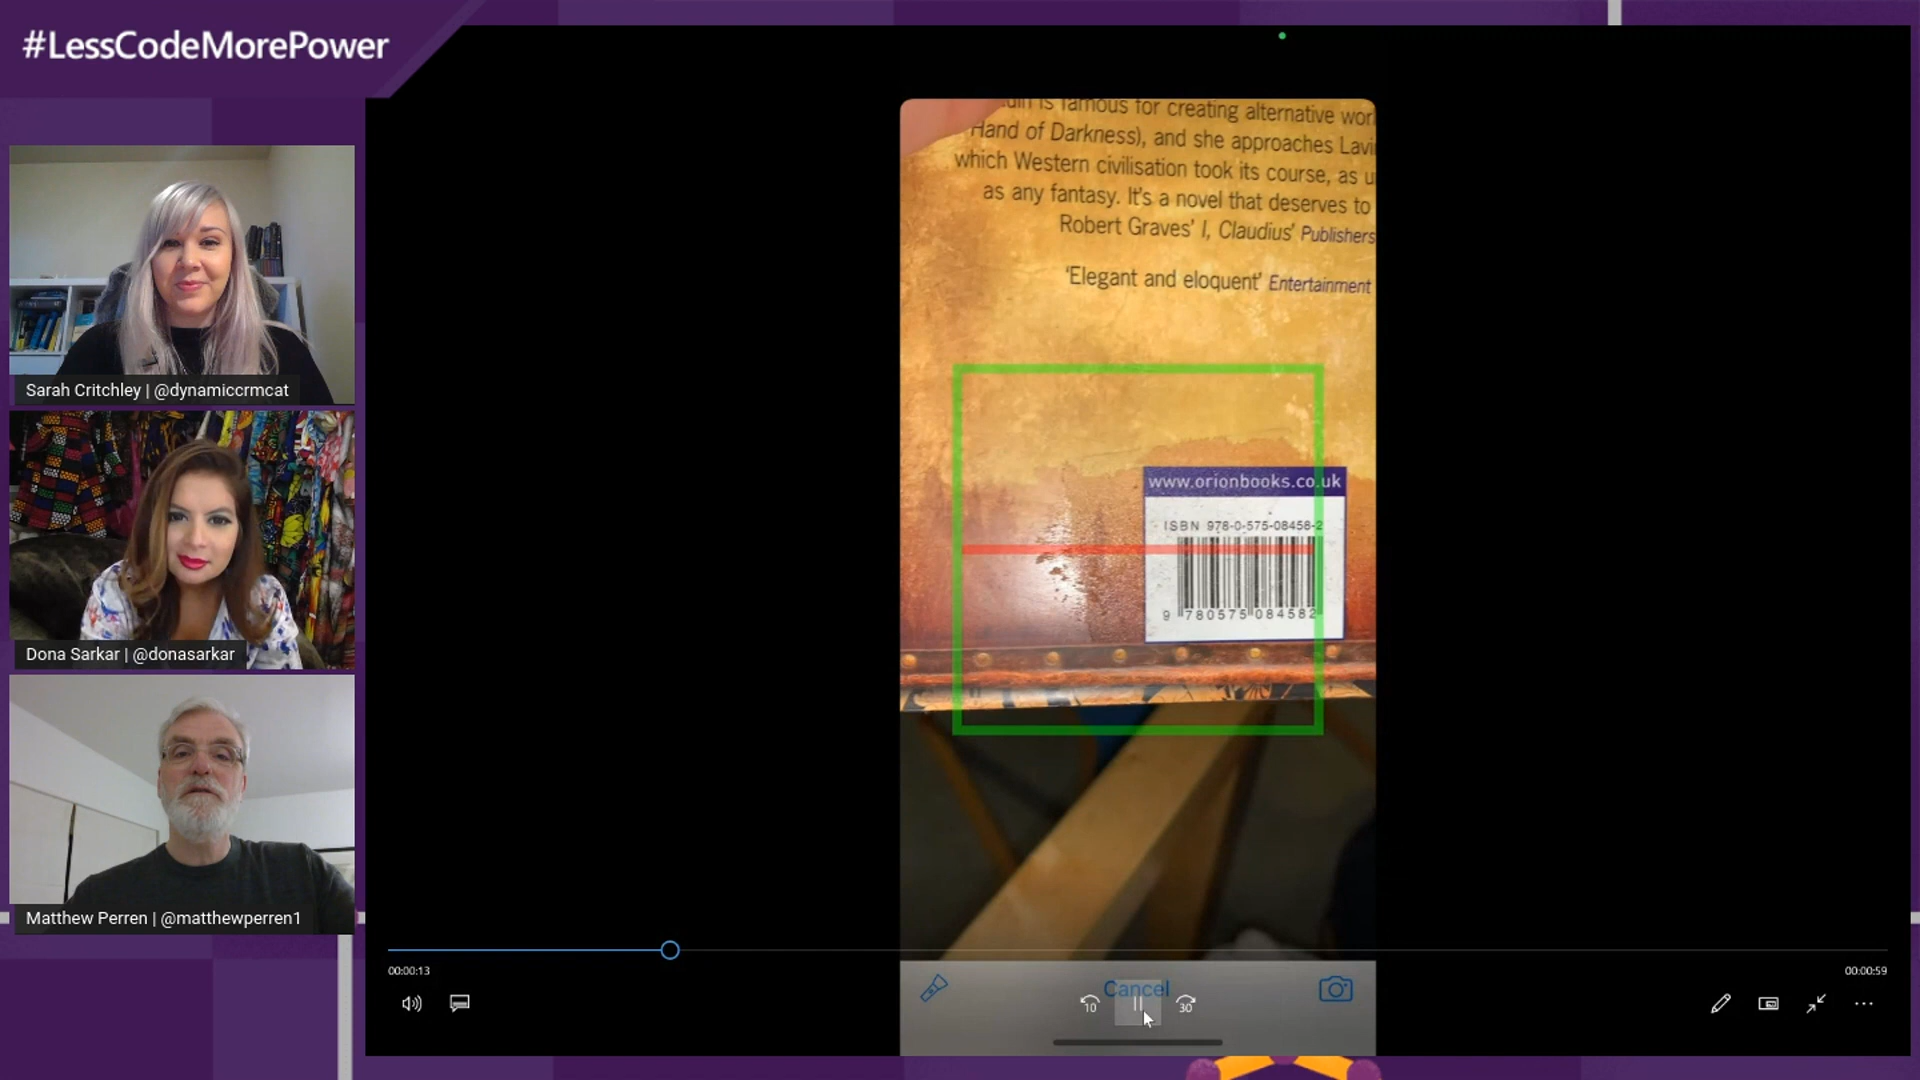 #LessCodeMorePower
Sarah Critchley | @dynamiccrmcat
Dona Sarkar | @donasarkar
Matthew Perren | @matthewperren1
is famous for creating alternative
Hand of Darkness), and she approaches
which Western civilisation took its course, as
as any fantasy. It's a novel that deserves to
Robert Graves' I, Claudius' Publishers
'Elegant and eloquent' Entertainment
www.orionbooks.co.uk
ISBN 978-0-575-08458-2
9 780575 084582
00:00:13
00:00:59
Cancel
10
30